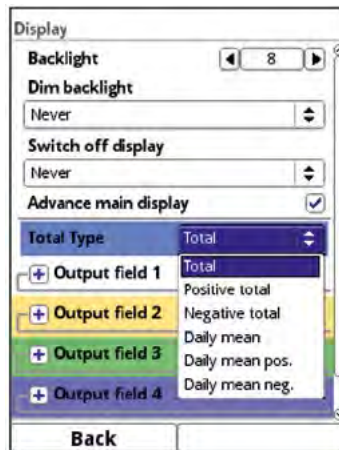 Display
Backlight 8
Dim backlight
Never
Switch off display
Never
Advance main display
Total Type Total
Total
Output field 1
Positive total
Output field 2
Negative total
Daily mean
Output field 3
Daily mean pos.
Daily mean neg.
Output field 4
Back